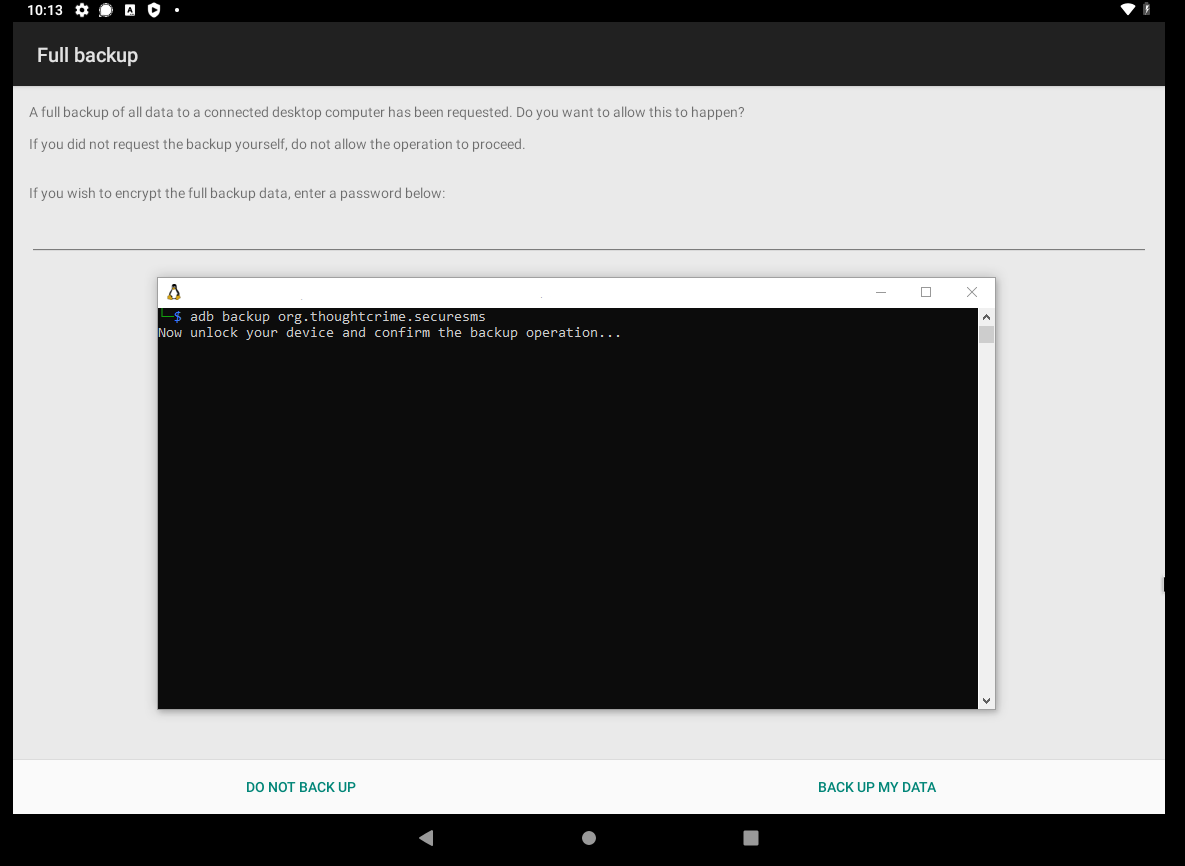 10:13
Full backup
A full backup of all data to a connected desktop computer has been requested. Do you want to allow this to happen?
If you did not request the backup yourself, do not allow the operation to proceed.
If you wish to encrypt the full backup data, enter a password below:
└─$ adb backup org.thoughtcrime.securesms
Now unlock your device and confirm the backup operation...
DO NOT BACK UP
BACK UP MY DATA